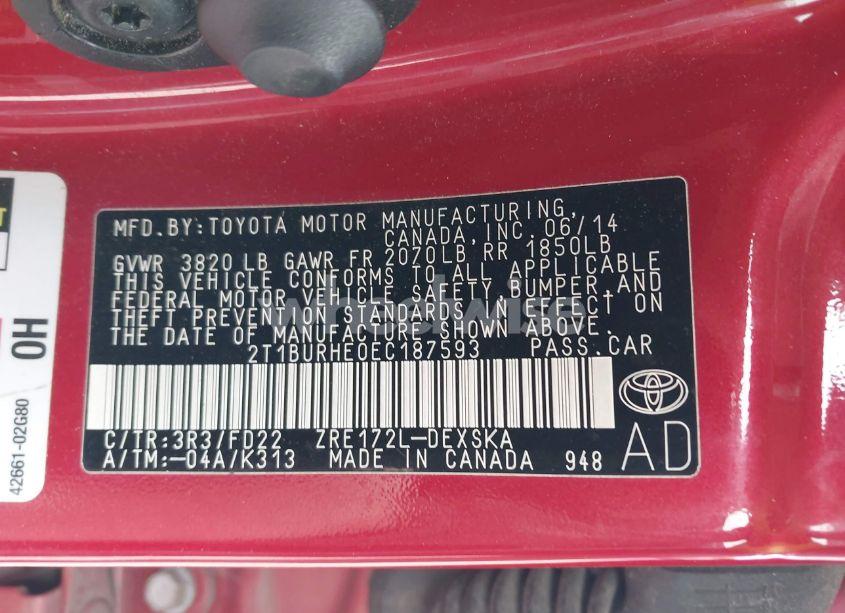 MFD.BY:TOYOTA MOTOR MANUFACTURING,
CANADA,INC. 06/14
GVWR 3820 LB GAWR FR 2070LB RR 1850LB
THIS VEHICLE CONFORMS TO ALL APPLICABLE
FEDERAL MOTOR VEHICLE SAFETY,BUMPER,AND
THEFT PREVENTION STANDARDS IN EFFECT ON
THE DATE OF MANUFACTURE SHOWN ABOVE.
2T1BURHE0EC187593 PASS.CAR
C/TR:3R3/FD22 ZRE172L-DEXSKA
A/TM:-04A/K313 MADE IN CANADA 948 AD
42661-02G80
0H